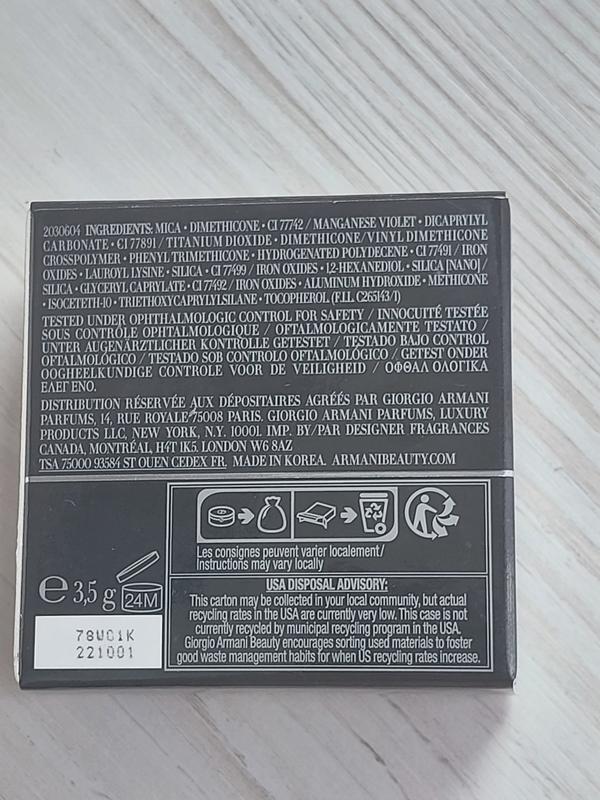 2030604 INGREDIENTS: MICA • DIMETHICONE • CI 77742 / MANGANESE VIOLET • DICAPRYLYL
CARBONATE • CI 77891 / TITANIUM DIOXIDE • DIMETHICONE/VINYL DIMETHICONE
CROSSPOLYMER • PHENYL TRIMETHICONE • HYDROGENATED POLYDECENE • CI 77491 / IRON
OXIDES • LAUROYL LYSINE • SILICA • CI 77499 / IRON OXIDES • 1,2-HEXANEDIOL • SILICA [NANO] /
SILICA • GLYCERYL CAPRYLATE • CI 77492 / IRON OXIDES • ALUMINUM HYDROXIDE • METHICONE
• ISOCETETH-10 • TRIETHOXYCAPRYLYLSILANE • TOCOPHEROL (F.I.L. C265143/1)
TESTED UNDER OPHTHALMOLOGIC CONTROL FOR SAFETY / INNOCUITÉ TESTÉE
SOUS CONTRÔLE OPHTALMOLOGIQUE / OFTALMOLOGICAMENTE TESTATO /
UNTER AUGENÄRZTLICHER KONTROLLE GETESTET / TESTADO BAJO CONTROL
OFTALMOLÓGICO / TESTADO SOB CONTROLO OFTALMOLÓGICO / GETEST ONDER
OOGHEELKUNDIGE CONTROLE VOOR DE VEILIGHEID / ΟΦΘΑΛ ΟΛΟΓΙΚΑ
ΕΛΕΓ ΕΝΟ.
DISTRIBUTION RÉSERVÉE AUX DÉPOSITAIRES AGRÉÉS PAR GIORGIO ARMANI
PARFUMS, 14, RUE ROYALE 75008 PARIS. GIORGIO ARMANI PARFUMS, LUXURY
PRODUCTS LLC, NEW YORK, N.Y. 10001. IMP. BY/PAR DESIGNER FRAGRANCES
CANADA, MONTRÉAL, H4T 1K5. LONDON W6 8AZ
TSA 75000 93584 ST OUEN CEDEX FR. MADE IN KOREA. ARMANIBEAUTY.COM
Les consignes peuvent varier localement/
Instructions may vary locally
℮ 3,5 g 24M
78W01K
221001
USA DISPOSAL ADVISORY:
This carton may be collected in your local community, but actual
recycling rates in the USA are currently very low. This case is not
currently recycled by municipal recycling program in the USA.
Giorgio Armani Beauty encourages sorting used materials to foster
good waste management habits for when US recycling rates increase.